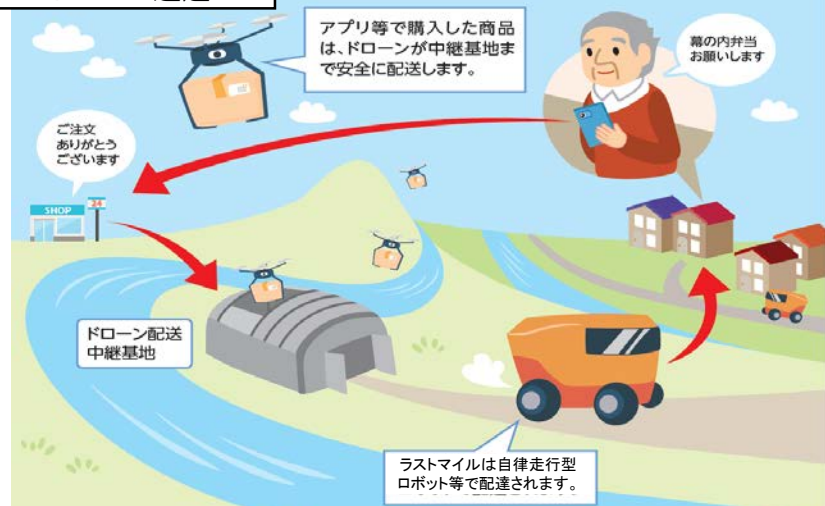 アプリ等で購入した商品
は、ドローンが中継基地ま
で安全に配送します。
幕の内弁当
お願いします
ご注文
ありがとう
ございます
SHOP
24
ドローン配送
中継基地
ラストマイルは自律走行型
ロボット等で配達されます。